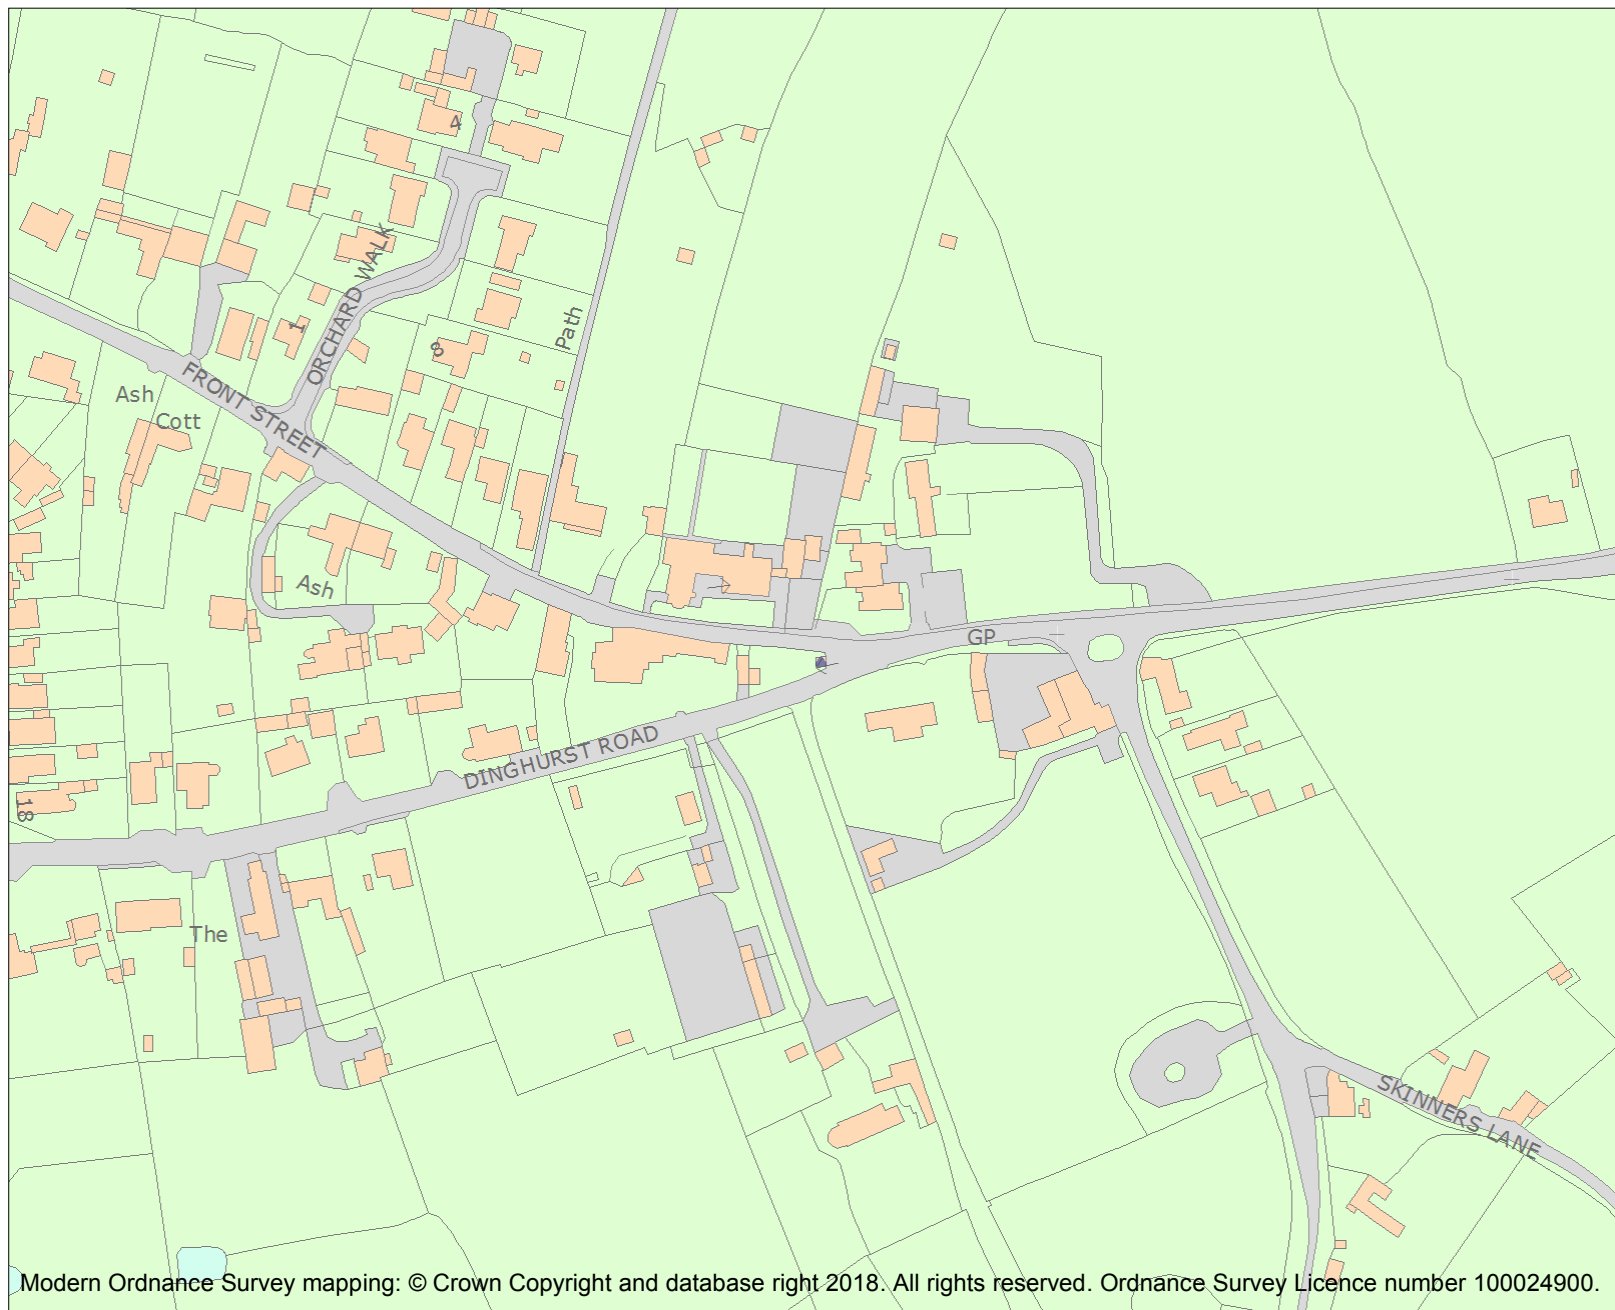 4
ORCHARD WALK
1
Path
8
FRONT STREET
Ash
Cott
Ash
GP
DINGHURST ROAD
18
The
SKINNERS LANE
Modern Ordnance Survey mapping: © Crown Copyright and database right 2018. All rights reserved. Ordnance Survey Licence number 100024900.